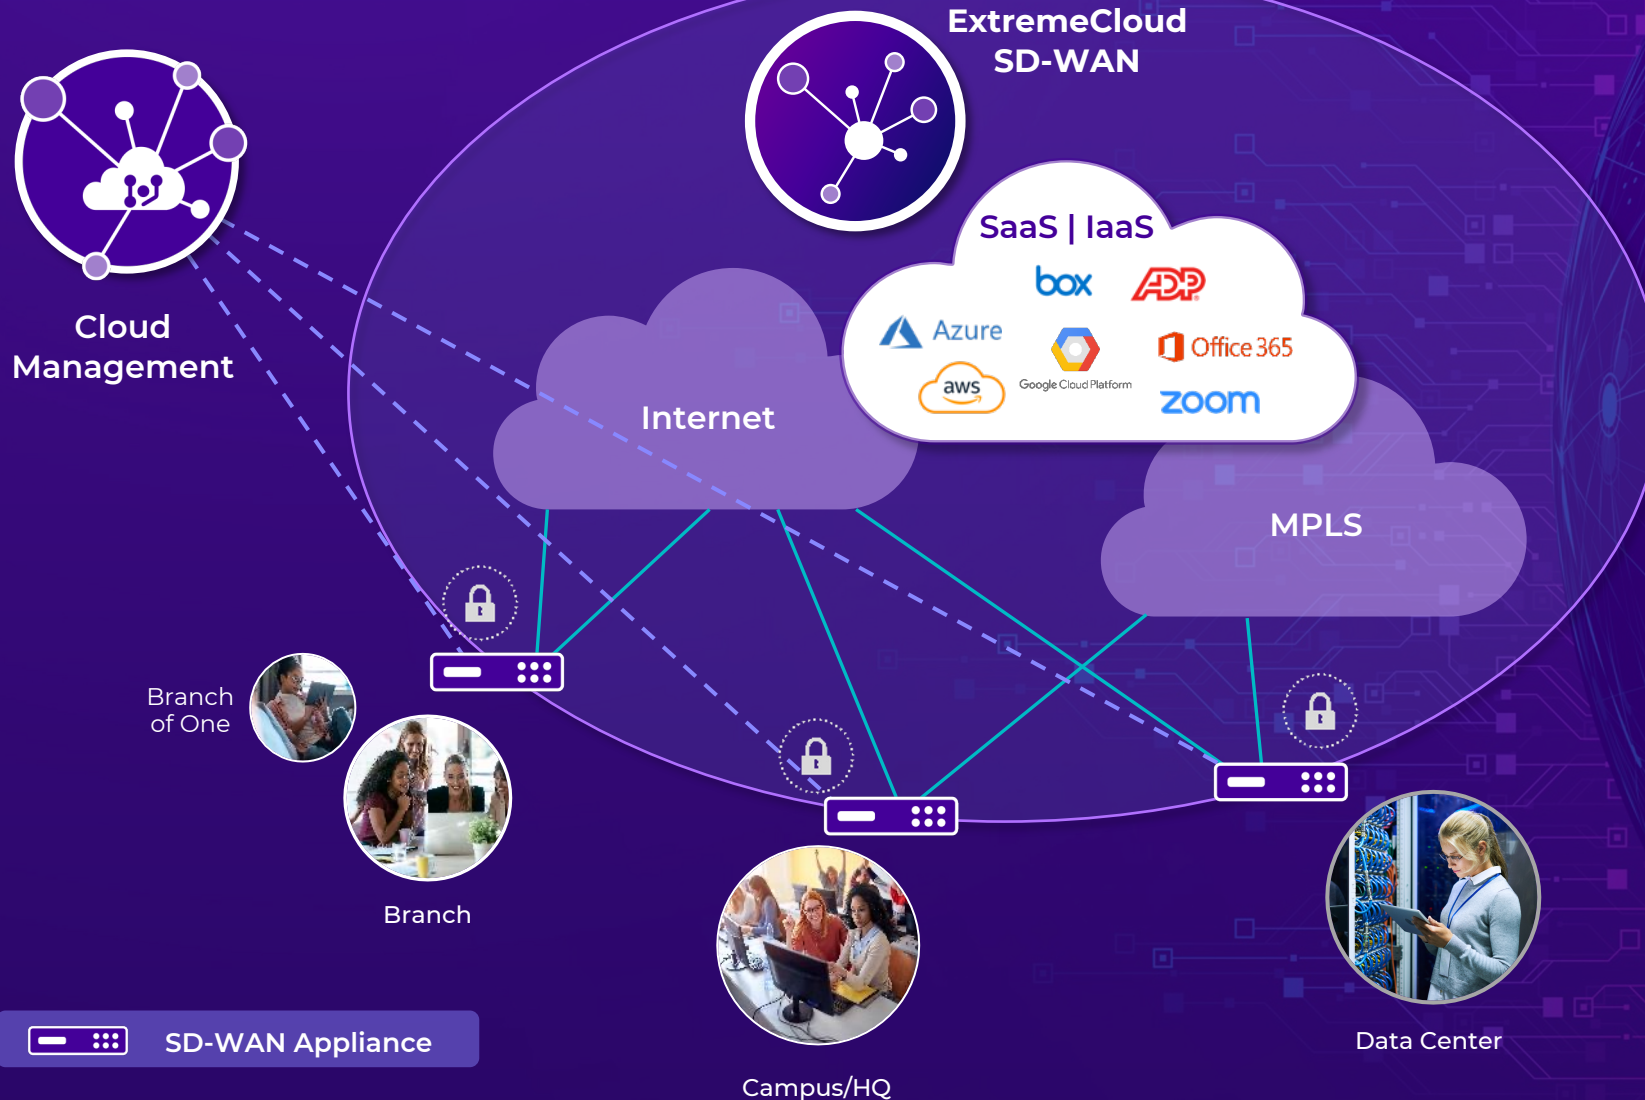 ExtremeCloud
SD-WAN
SaaS | IaaS
box
ADP
Azure
Google Cloud Platform
Office 365
aws
zoom
Cloud
Management
Internet
MPLS
Branch
of One
Branch
SD-WAN Appliance
Campus/HQ
Data Center